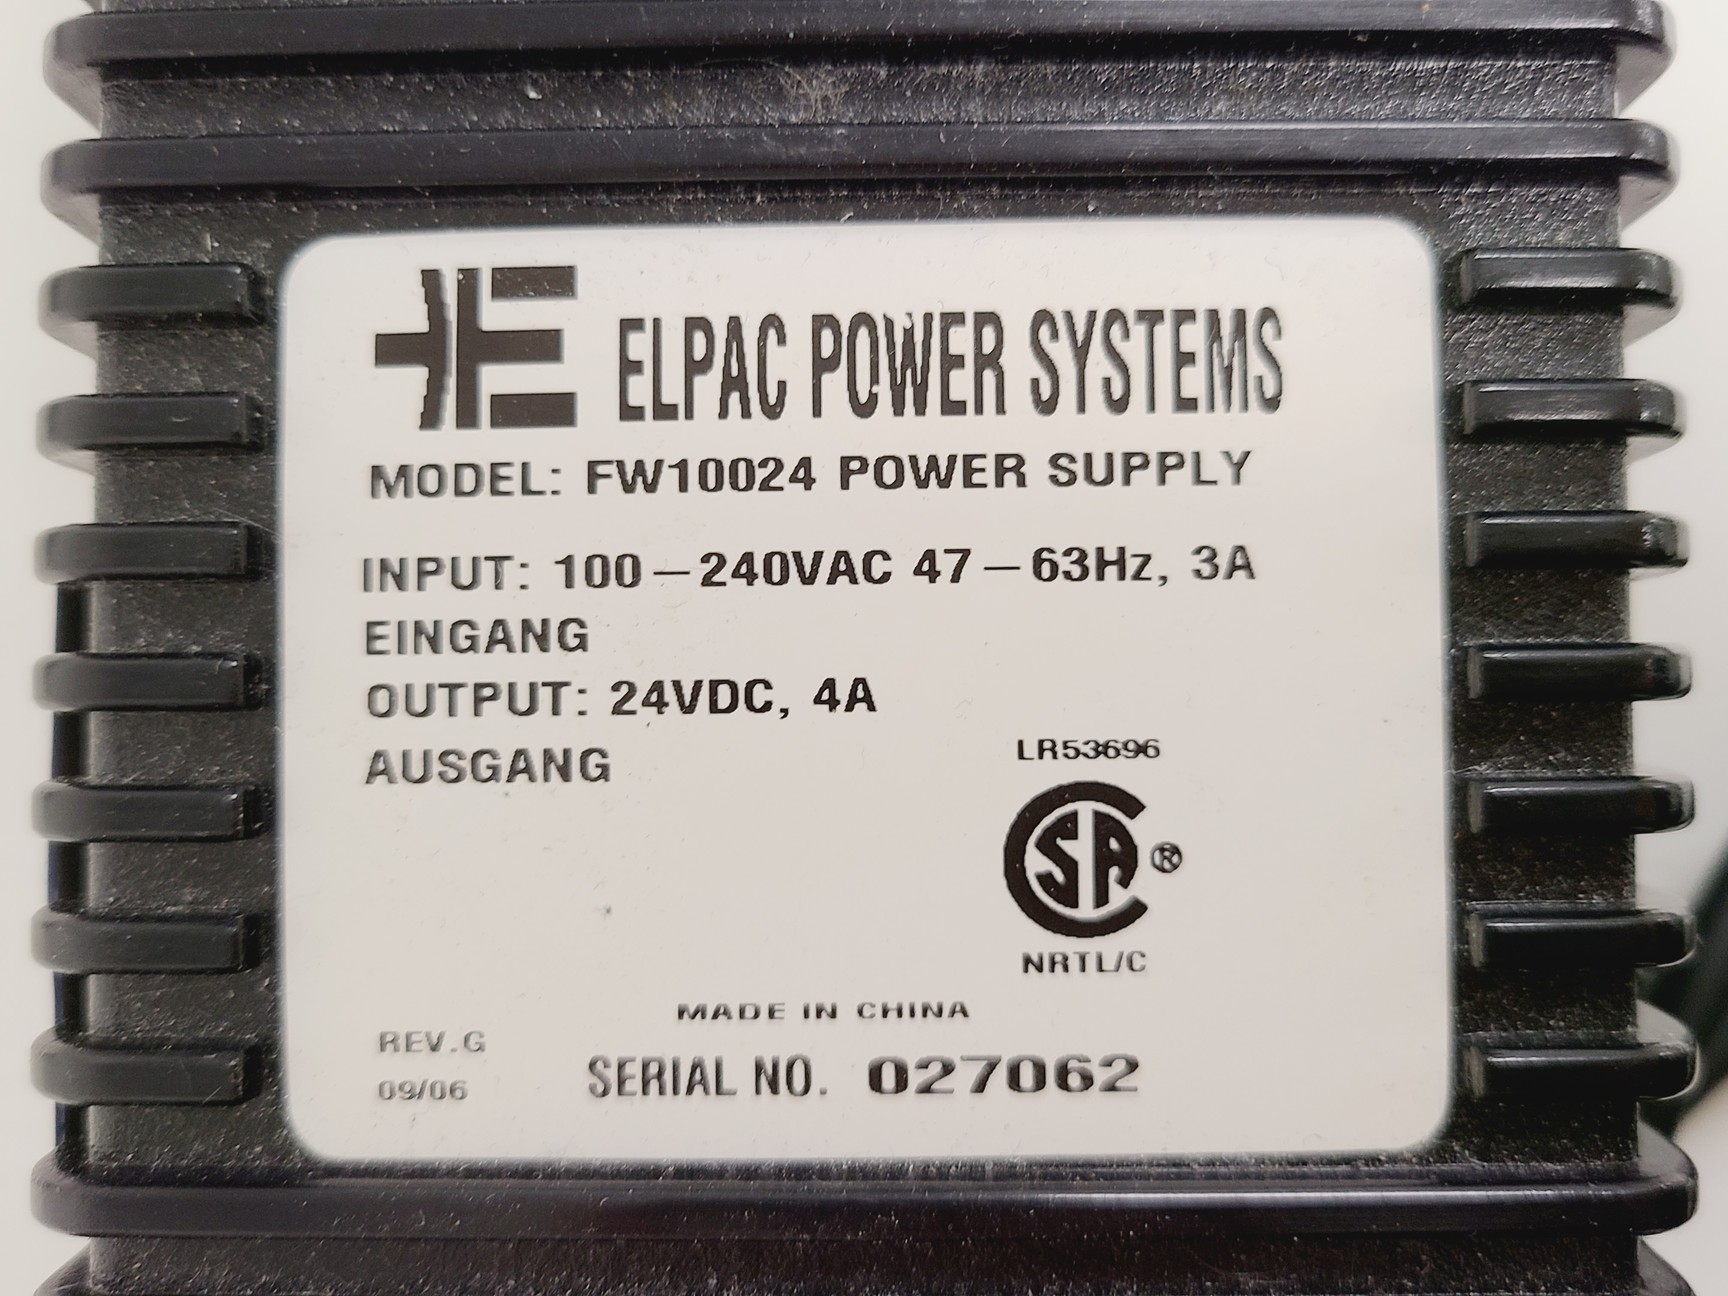 ELPAC POWER SYSTEMS
MODEL: FW10024 POWER SUPPLY
INPUT: 100-240VAC 47-63Hz, 3A
EINGANG
OUTPUT: 24VDC, 4A
AUSGANG
LR53696
CSA®
NRTL/C
MADE IN CHINA
REV.G
09/06
SERIAL NO. 027062